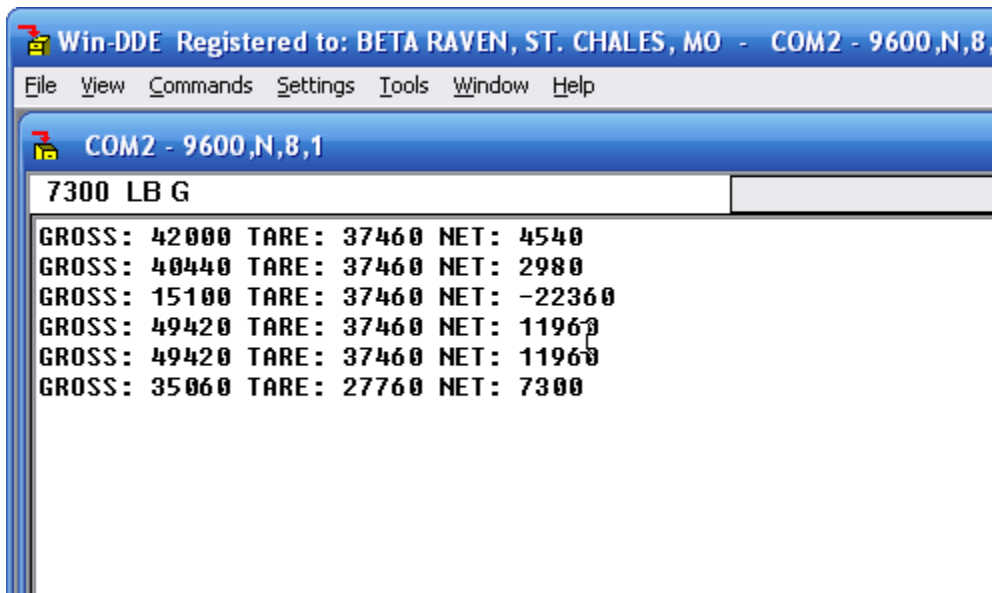 Win-DDE Registered to: BETA RAVEN, ST. CHALES, MO - COM2 - 9600,N,8,
File View Commands Settings Tools Window Help
COM2 - 9600,N,8,1
7300 LB G
GROSS: 42000 TARE: 37460 NET: 4540
GROSS: 40440 TARE: 37460 NET: 2980
GROSS: 15100 TARE: 37460 NET: -22360
GROSS: 49420 TARE: 37460 NET: 11960
GROSS: 49420 TARE: 37460 NET: 11960
GROSS: 35060 TARE: 27760 NET: 7300